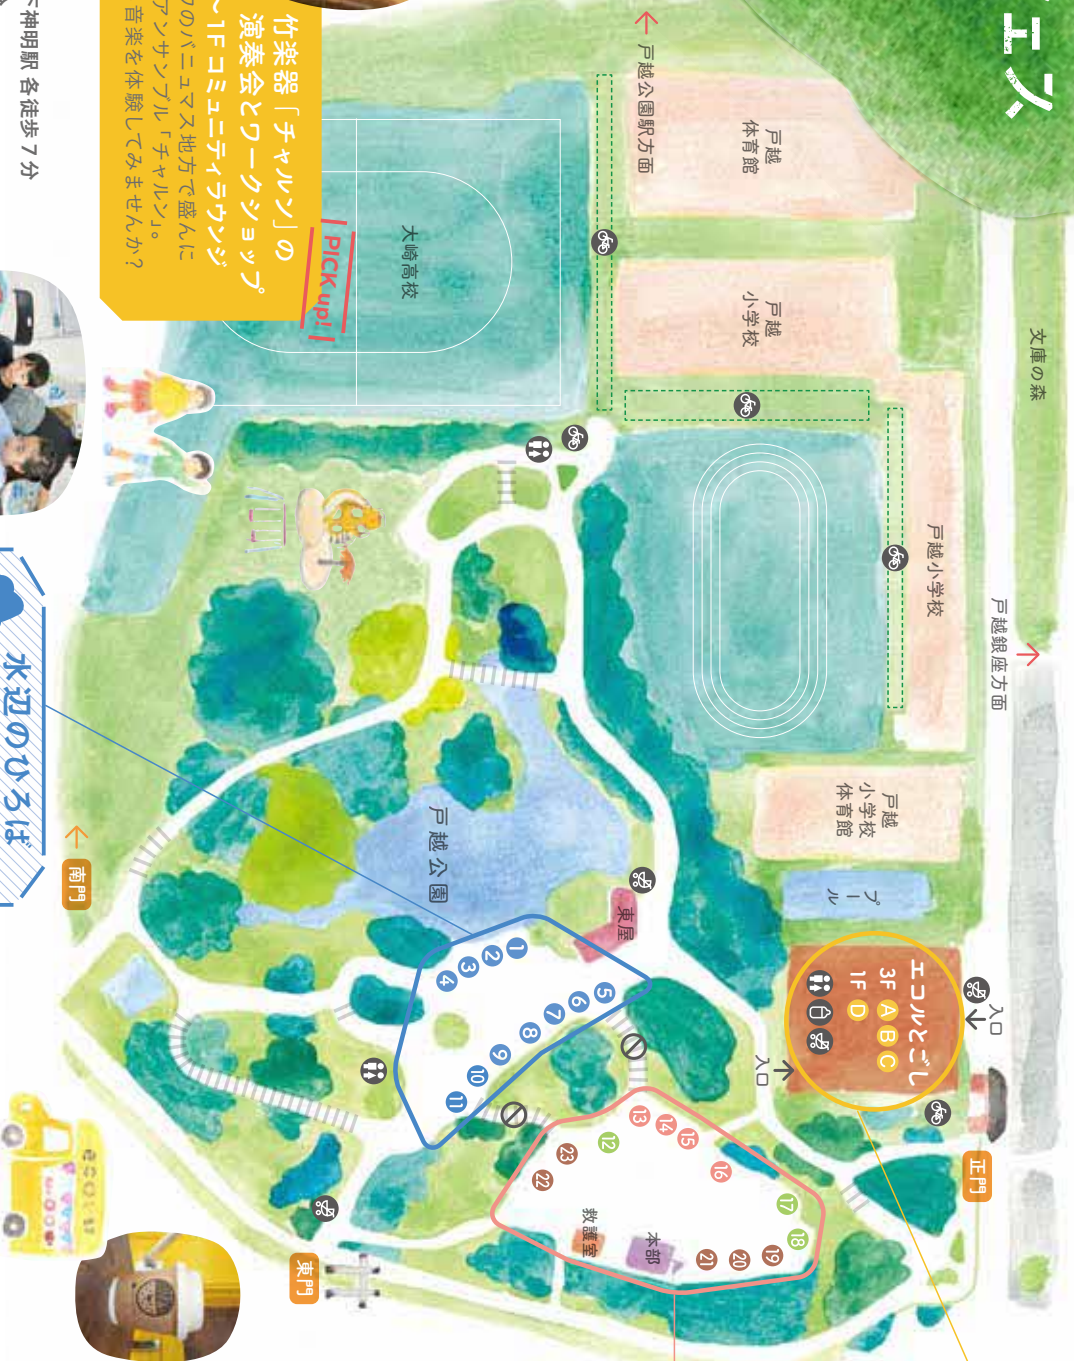 エン
竹楽器「チャルン」の
演奏会とワークショップ
〜1F コミュニティラウンジ
のバニュマス地方で盛んに
アンサンブル「チャルン」。
音楽を体験してみませんか？
PICK up!
神明駅 各徒歩 7 分
戸越公園駅方面
戸越
体育館
大崎高校
戸越
小学校
文庫の森
戸越小学校
戸越銀座方面
戸越
小学校
体育館
プール
戸越公園
東屋
水辺のひろば
南門
エコルとごし
3F A B C
1F D
入口
入口
正門
1
2
3
4
5
6
7
8
9
10
11
12
13
14
15
16
17
18
19
20
21
22
23
救護室
本部
東門